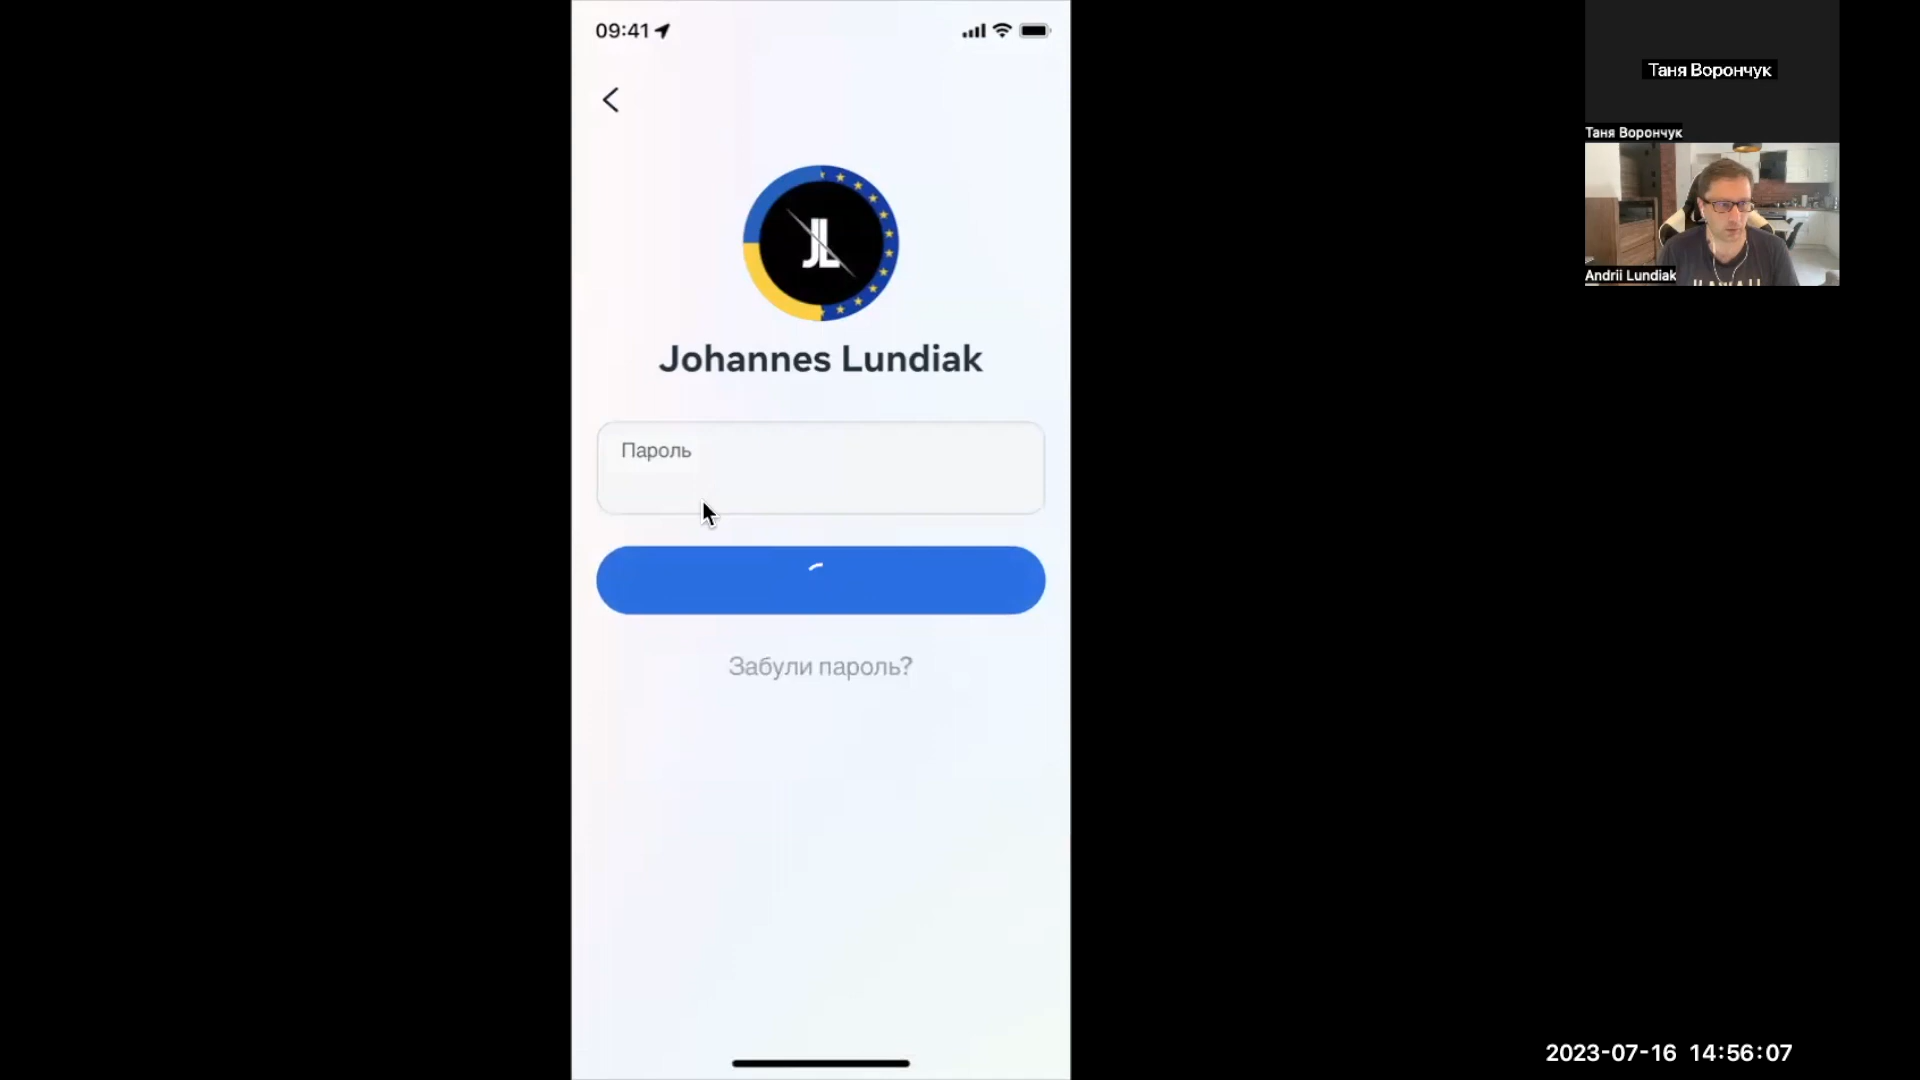 09:41
JL
Johannes Lundiak
Пароль
Забули пароль?
Таня Ворончук
Таня Ворончук
Andrii Lundiak
2023-07-16 14:56:07